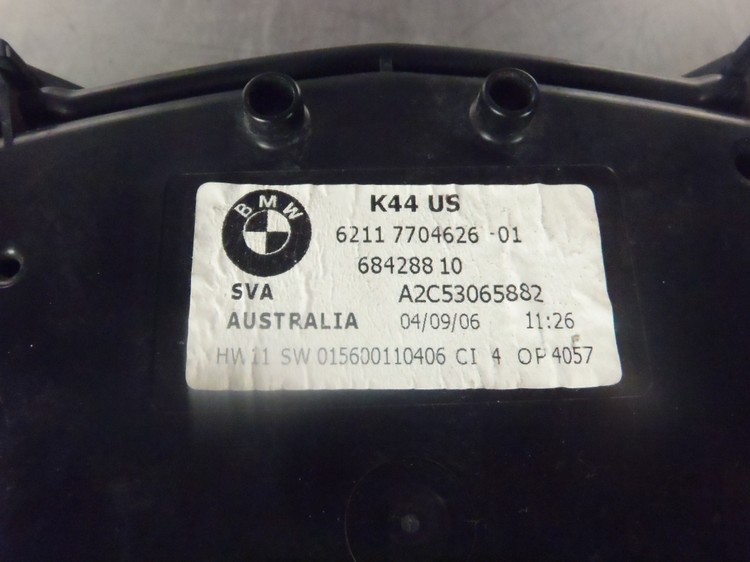 BMW
K44 US
6211 7704626 -01
68428810
SVA A2C53065882
AUSTRALIA 04/09/06 11:26
HW 11 SW 015600110406 CI 4 OP 4057